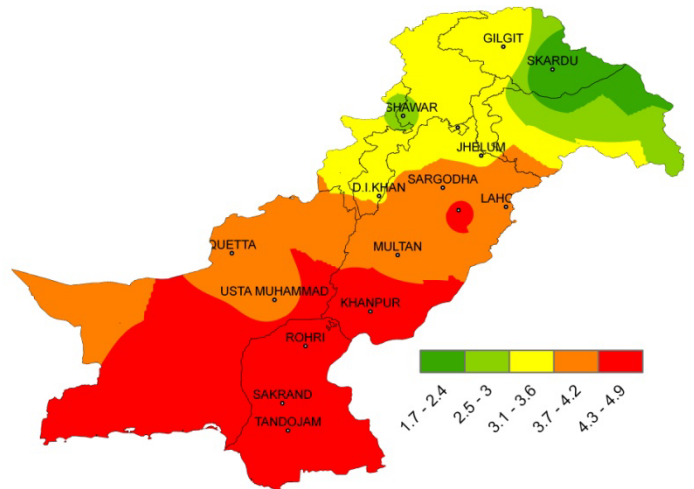 GILGIT
SKARDU
SHAWAR
JHELUM
SARGODHA
D.I.KHAN
LAHO
QUETTA
MULTAN
USTA MUHAMMAD
KHANPUR
ROHRI
SAKRAND
TANDOJAM
1.7 - 2.4
2.5 - 3
3.1 - 3.6
3.7 - 4.2
4.3 - 4.9